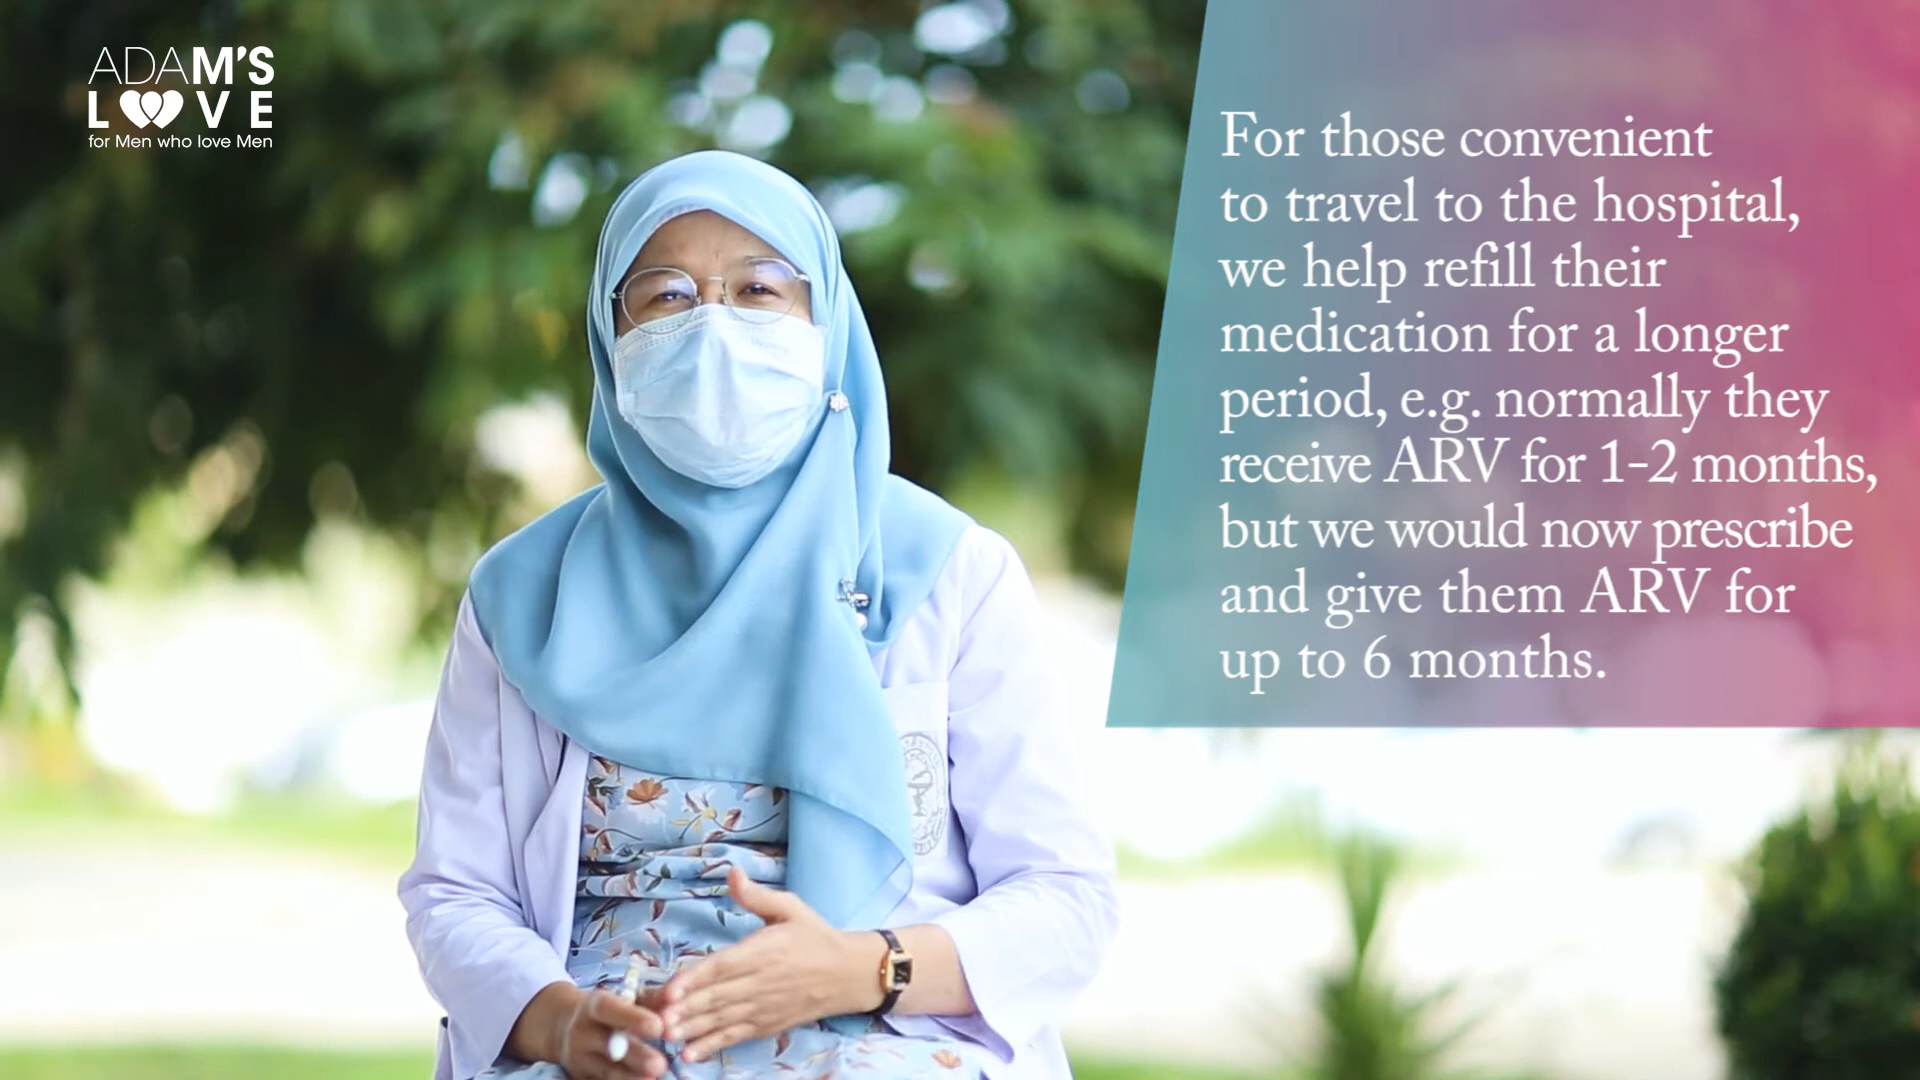 ADAM'S
LOVE
for Men who love Men
For those convenient
to travel to the hospital,
we help refill their
medication for a longer
period, e.g. normally they
receive ARV for 1-2 months,
but we would now prescribe
and give them ARV for
up to 6 months.